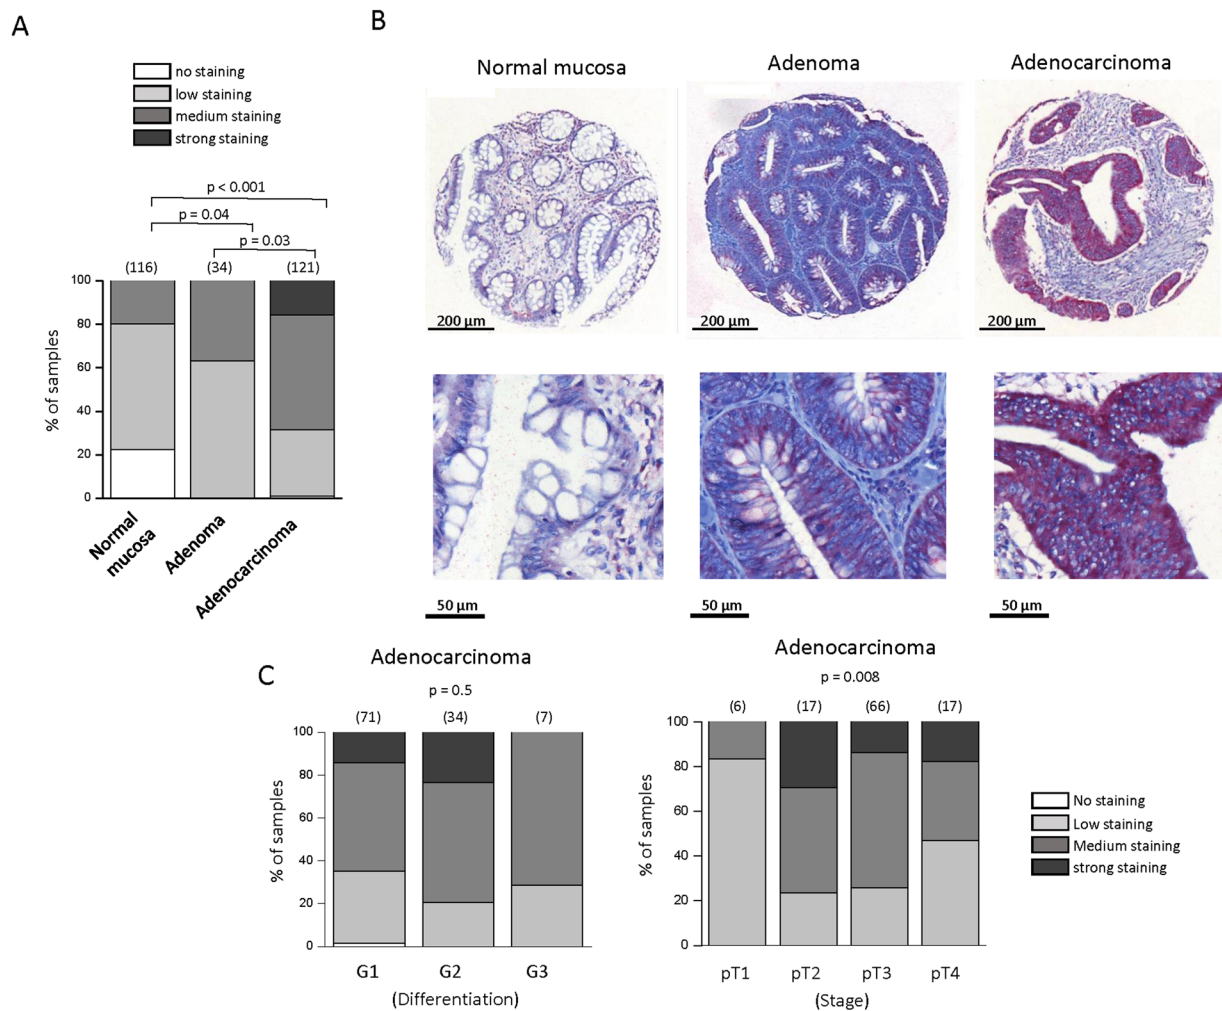 A
no staining
low staining
medium staining
strong staining
p < 0.001
p = 0.04
p = 0.03
(116) (34) (121)
100
80
60
40
20
0
% of samples
Normal
mucosa
Adenoma
Adenocarcinoma
B
Normal mucosa Adenoma Adenocarcinoma
200 µm 200 µm 200 µm
50 µm 50 µm 50 µm
C
Adenocarcinoma
p = 0.5
(71) (34) (7)
100
80
60
40
20
0
% of samples
G1 G2 G3
(Differentiation)
Adenocarcinoma
p = 0.008
(6) (17) (66) (17)
100
80
60
40
20
0
% of samples
pT1 pT2 pT3 pT4
(Stage)
No staining
Low staining
Medium staining
strong staining